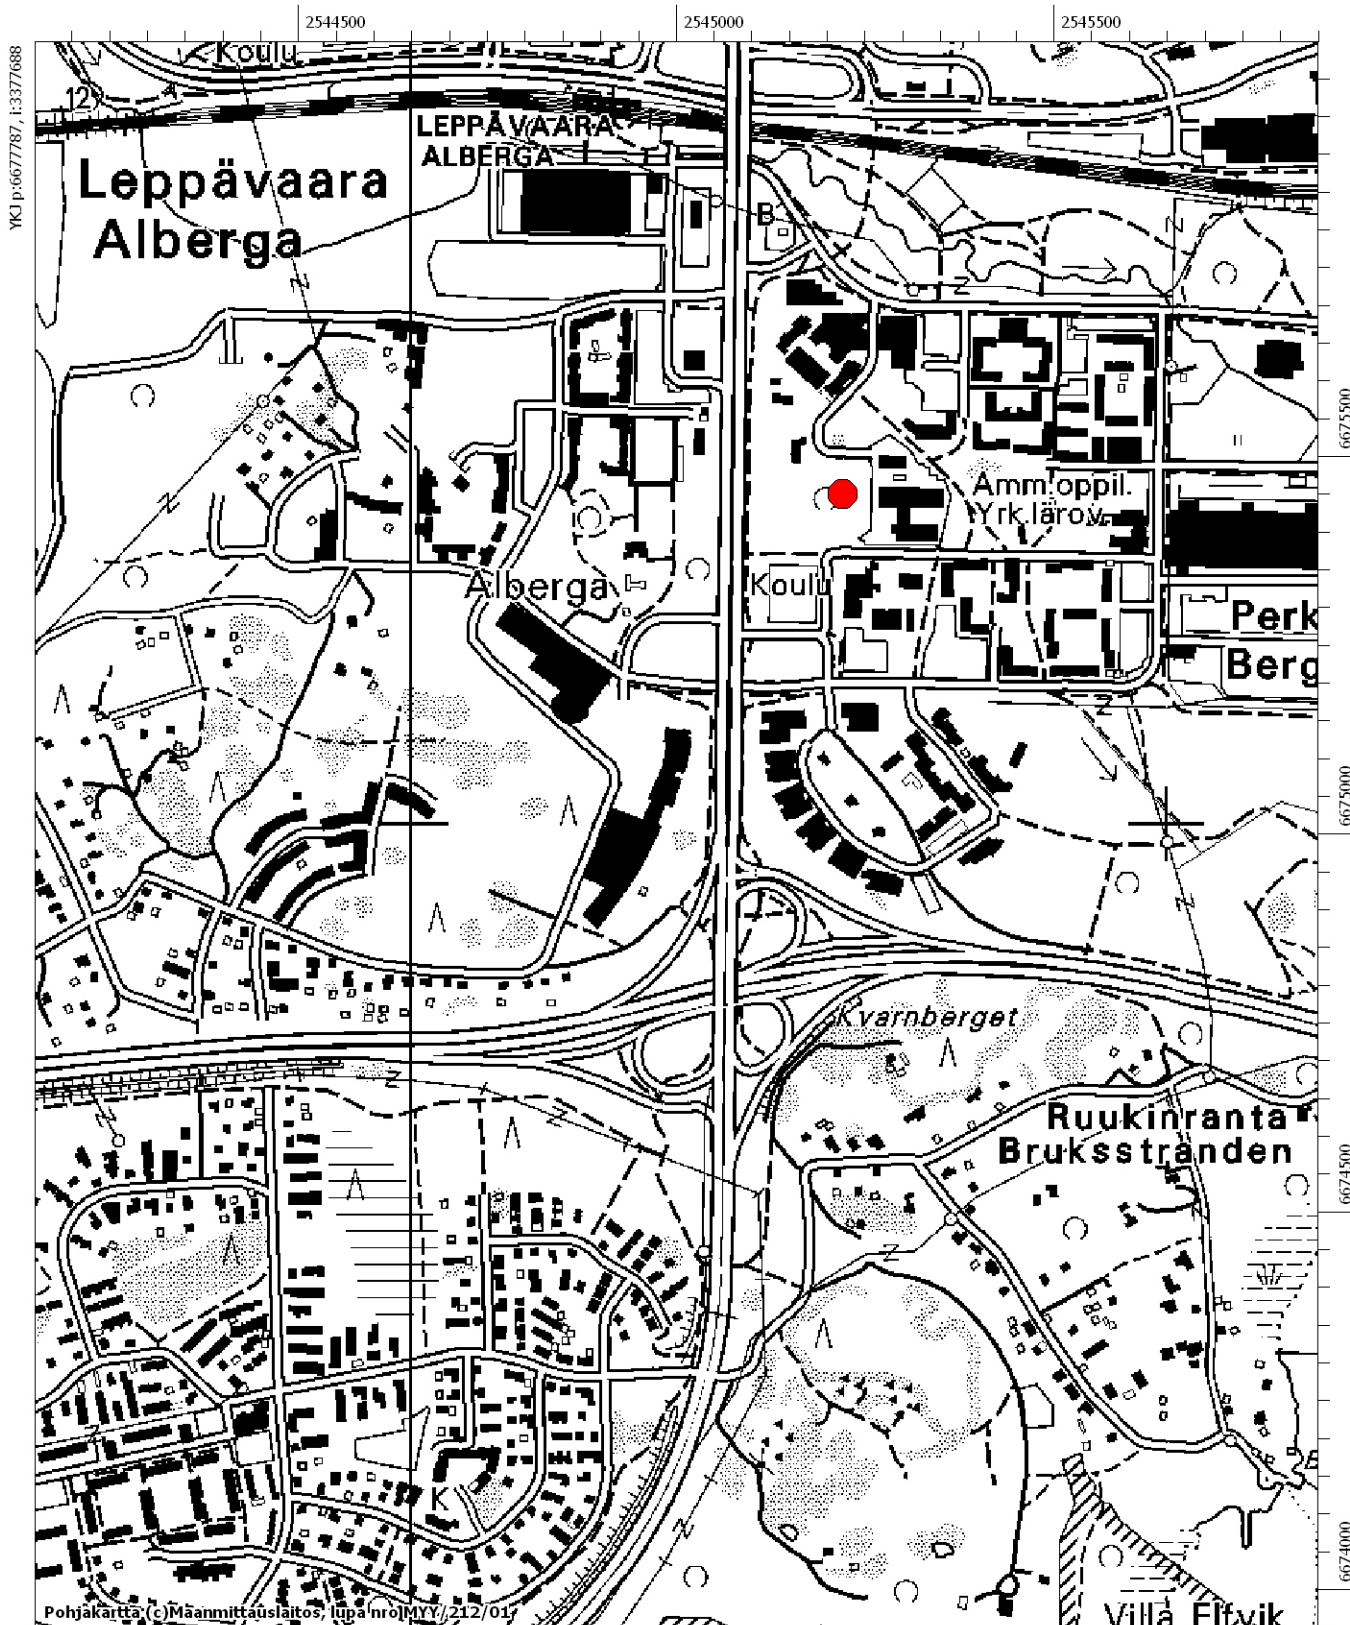 2544500
2545000
2545500
YKJ p:6677787, i:3377688
Koulu
12
LEPPÄVAARA
ALBERGA
Leppävaara
Alberga
B
6675500
Amm.oppil.
Yrk.lärov.
Alberga
Koulu
Perk
Berg
6675000
Kvarnberget
Ruukinranta
Bruksstranden
6674500
K
6674000
Pohjakartta (c)Maanmittauslaitos, lupa nro MYY/212/01
Villa Elfvik